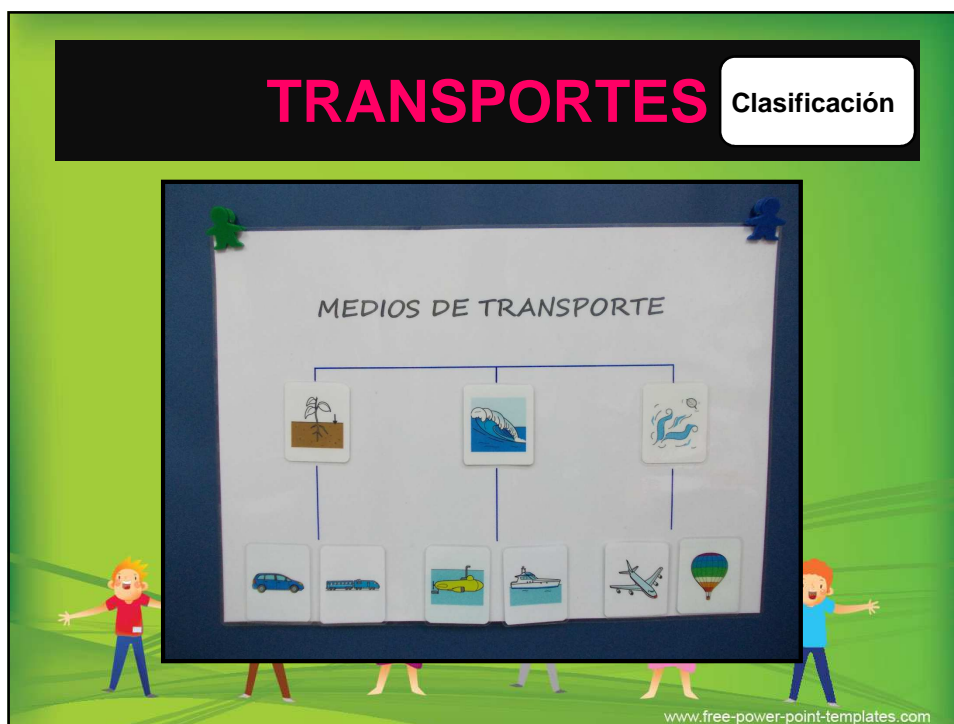 TRANSPORTES
Clasificación
MEDIOS DE TRANSPORTE
www.free-power-point-templates.com